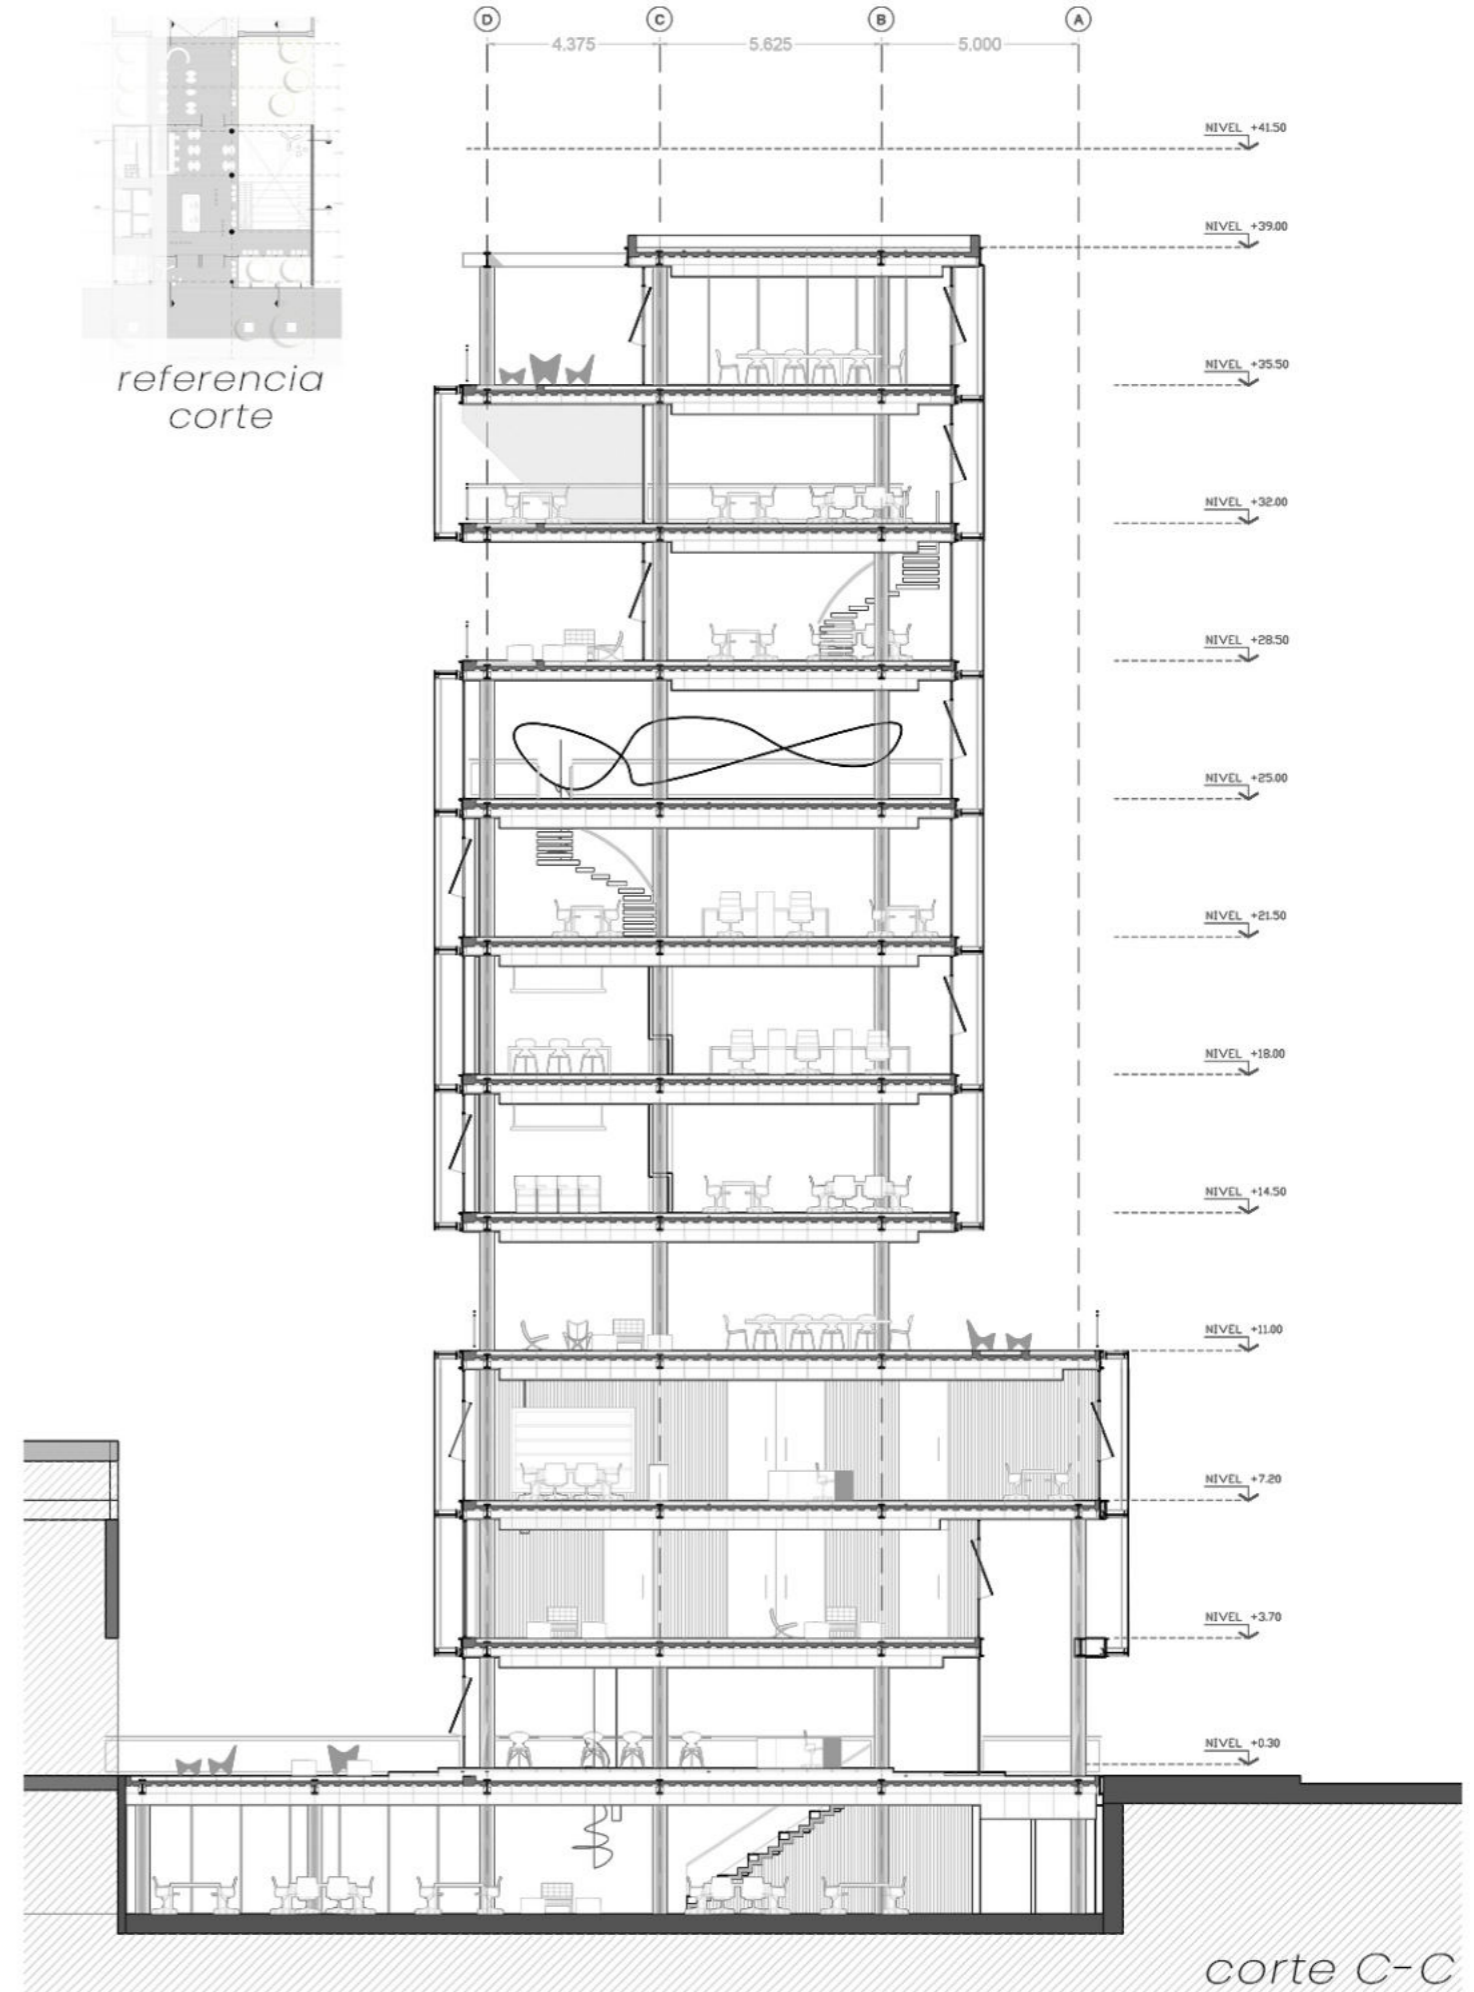 D C B A
4.375 5.625 5.000
NIVEL +41.50
NIVEL +39.00
NIVEL +35.50
referencia
corte
NIVEL +32.00
NIVEL +28.50
NIVEL +25.00
NIVEL +21.50
NIVEL +18.00
NIVEL +14.50
NIVEL +11.00
NIVEL +7.20
NIVEL +3.70
NIVEL +0.30
corte C-C